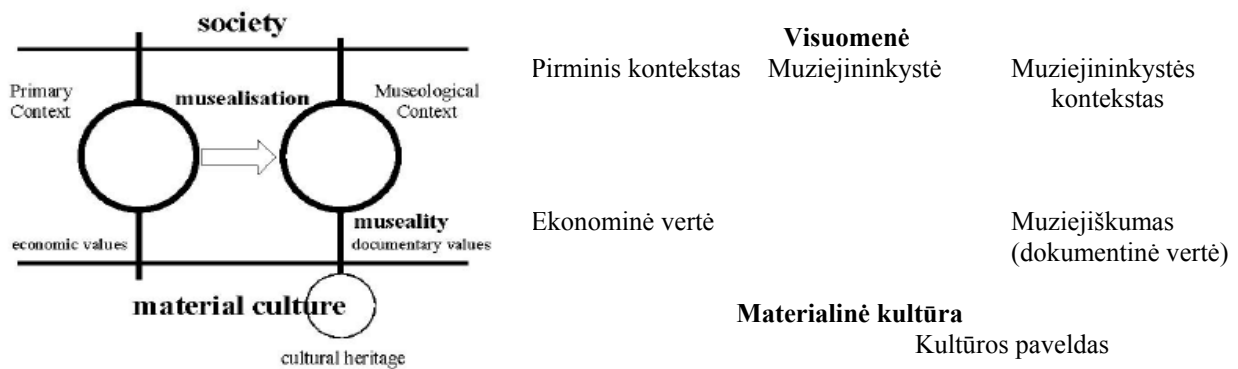 society
Primary
Context
musealisation
Museological
Context
museality
economic values
documentary values
material culture
cultural heritage
Visuomenė
Pirminis kontekstas Muziejininkystė Muziejininkystės
kontekstas
Ekonominė vertė Muziejiškumas
(dokumentinė vertė)
Materialinė kultūra
Kultūros paveldas